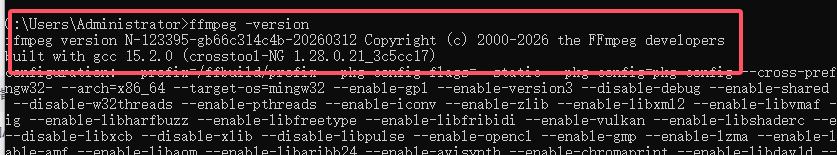 C:\Users\Administrator>ffmpeg -version
ffmpeg version N-123395-gb66c314c4b-20260312 Copyright (c) 2000-2026 the FFmpeg developers
built with gcc 15.2.0 (crosstool-NG 1.28.0.21_3c5cc17)
configuration: --prefix=/ffbuild/prefix --pkg-config-flags=--static --pkg-config=pkg-config --cross-pref
ngw32- --arch=x86_64 --target-os=mingw32 --enable-gpl --enable-version3 --disable-debug --enable-shared
--disable-w32threads --enable-pthreads --enable-iconv --enable-zlib --enable-libxml2 --enable-libvmaf
ig --enable-libharfbuzz --enable-libfreetype --enable-libfribidi --enable-vulkan --enable-libshaderc --e
--disable-libxcb --disable-xlib --disable-libpulse --enable-opencl --enable-gmp --enable-lzma --enable-l
able-amf --enable-libaom --enable-libaribb24 --enable-avisynth --enable-chromaprint --enable-libdav1d --